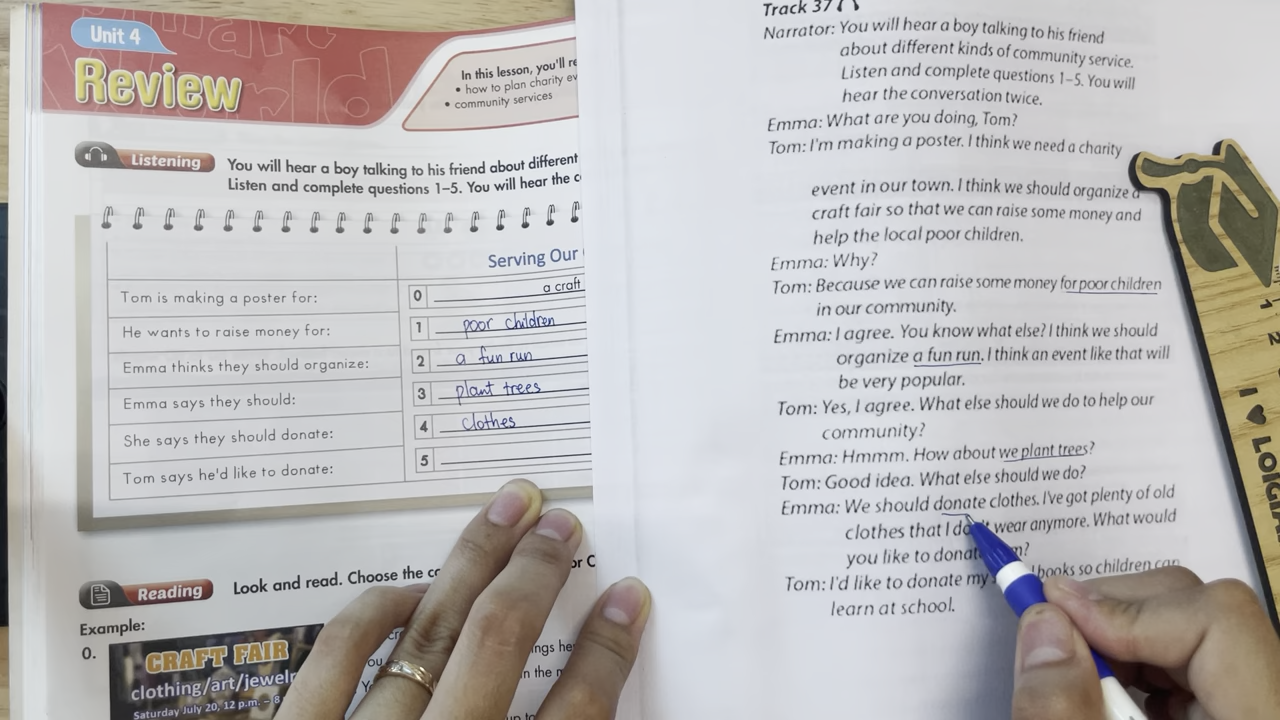 Unit 4
Review
In this lesson, you'll re
• how to plan charity ev
• community services
Listening
You will hear a boy talking to his friend about different
Listen and complete questions 1–5. You will hear the c
Serving Our
Tom is making a poster for:
0 a craft
He wants to raise money for:
1 poor children
Emma thinks they should organize:
2 a fun run
Emma says they should:
3 plant trees
She says they should donate:
4 clothes
Tom says he'd like to donate:
5
Reading
Look and read. Choose the
or C
Example:
0.
CRAFT FAIR
clothing/art/jewelr
Saturday July 20, 12 p.m. – 8
Track 37
Narrator: You will hear a boy talking to his friend
about different kinds of community service.
Listen and complete questions 1–5. You will
hear the conversation twice.
Emma: What are you doing, Tom?
Tom: I'm making a poster. I think we need a charity
event in our town. I think we should organize a
craft fair so that we can raise some money and
help the local poor children.
Emma: Why?
Tom: Because we can raise some money for poor children
in our community.
Emma: I agree. You know what else? I think we should
organize a fun run. I think an event like that will
be very popular.
Tom: Yes, I agree. What else should we do to help our
community?
Emma: Hmmm. How about we plant trees?
Tom: Good idea. What else should we do?
Emma: We should donate clothes. I've got plenty of old
clothes that I don't wear anymore. What would
you like to donat
Tom: I'd like to donate my books so children can
learn at school.
1
2
I ♥